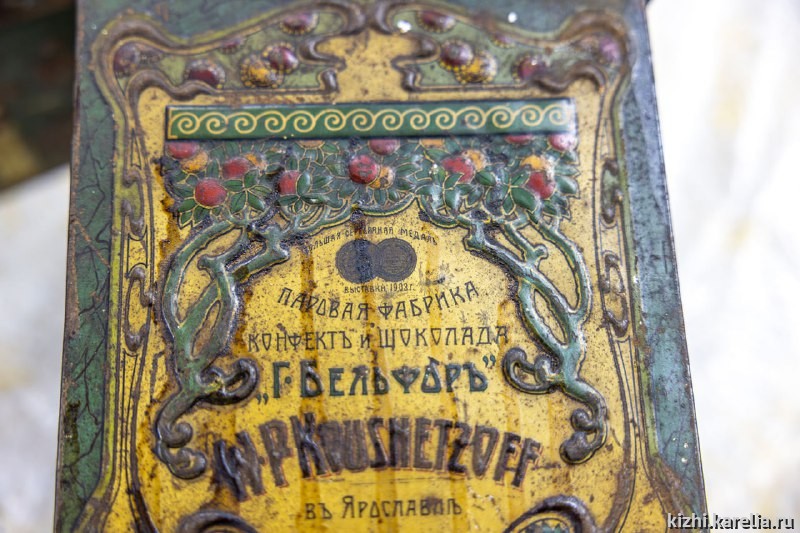 БОЛЬШАЯ СЕРЕБРЯНАЯ МЕДАЛЬ
ВЫСТАВКИ 1903 г.
ПАРОВАЯ ФАБРИКА
КОНФЕКТЪ И ШОКОЛАДА
„Г. БЕЛЬФОРЪ"
W. P. KOUSNETZOFF
ВЪ ЯРОСЛАВЛѢ
kizhi.karelia.ru